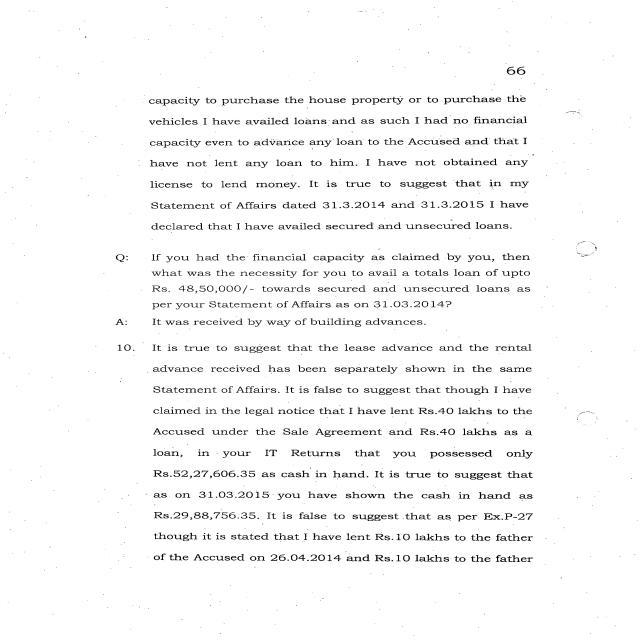 66
capacity to purchase the house property or to purchase the
vehicles I have availed loans and as such I had no financial
capacity even to advance any loan to the Accused and that I
have not lent any loan to him. I have not obtained any
license to lend money. It is true to suggest that in my
Statement of Affairs dated 31.3.2014 and 31.3.2015 I have
declared that I have availed secured and unsecured loans.
Q: If you had the financial capacity as claimed by you, then
what was the necessity for you to avail a totals loan of upto
Rs. 48,50,000/- towards secured and unsecured loans as
per your Statement of Affairs as on 31.03.2014?
A: It was received by way of building advances.
10. It is true to suggest that the lease advance and the rental
advance received has been separately shown in the same
Statement of Affairs. It is false to suggest that though I have
claimed in the legal notice that I have lent Rs.40 lakhs to the
Accused under the Sale Agreement and Rs.40 lakhs as a
loan, in your IT Returns that you possessed only
Rs.52,27,606.35 as cash in hand. It is true to suggest that
as on 31.03.2015 you have shown the cash in hand as
Rs.29,88,756.35. It is false to suggest that as per Ex.P-27
though it is stated that I have lent Rs.10 lakhs to the father
of the Accused on 26.04.2014 and Rs.10 lakhs to the father